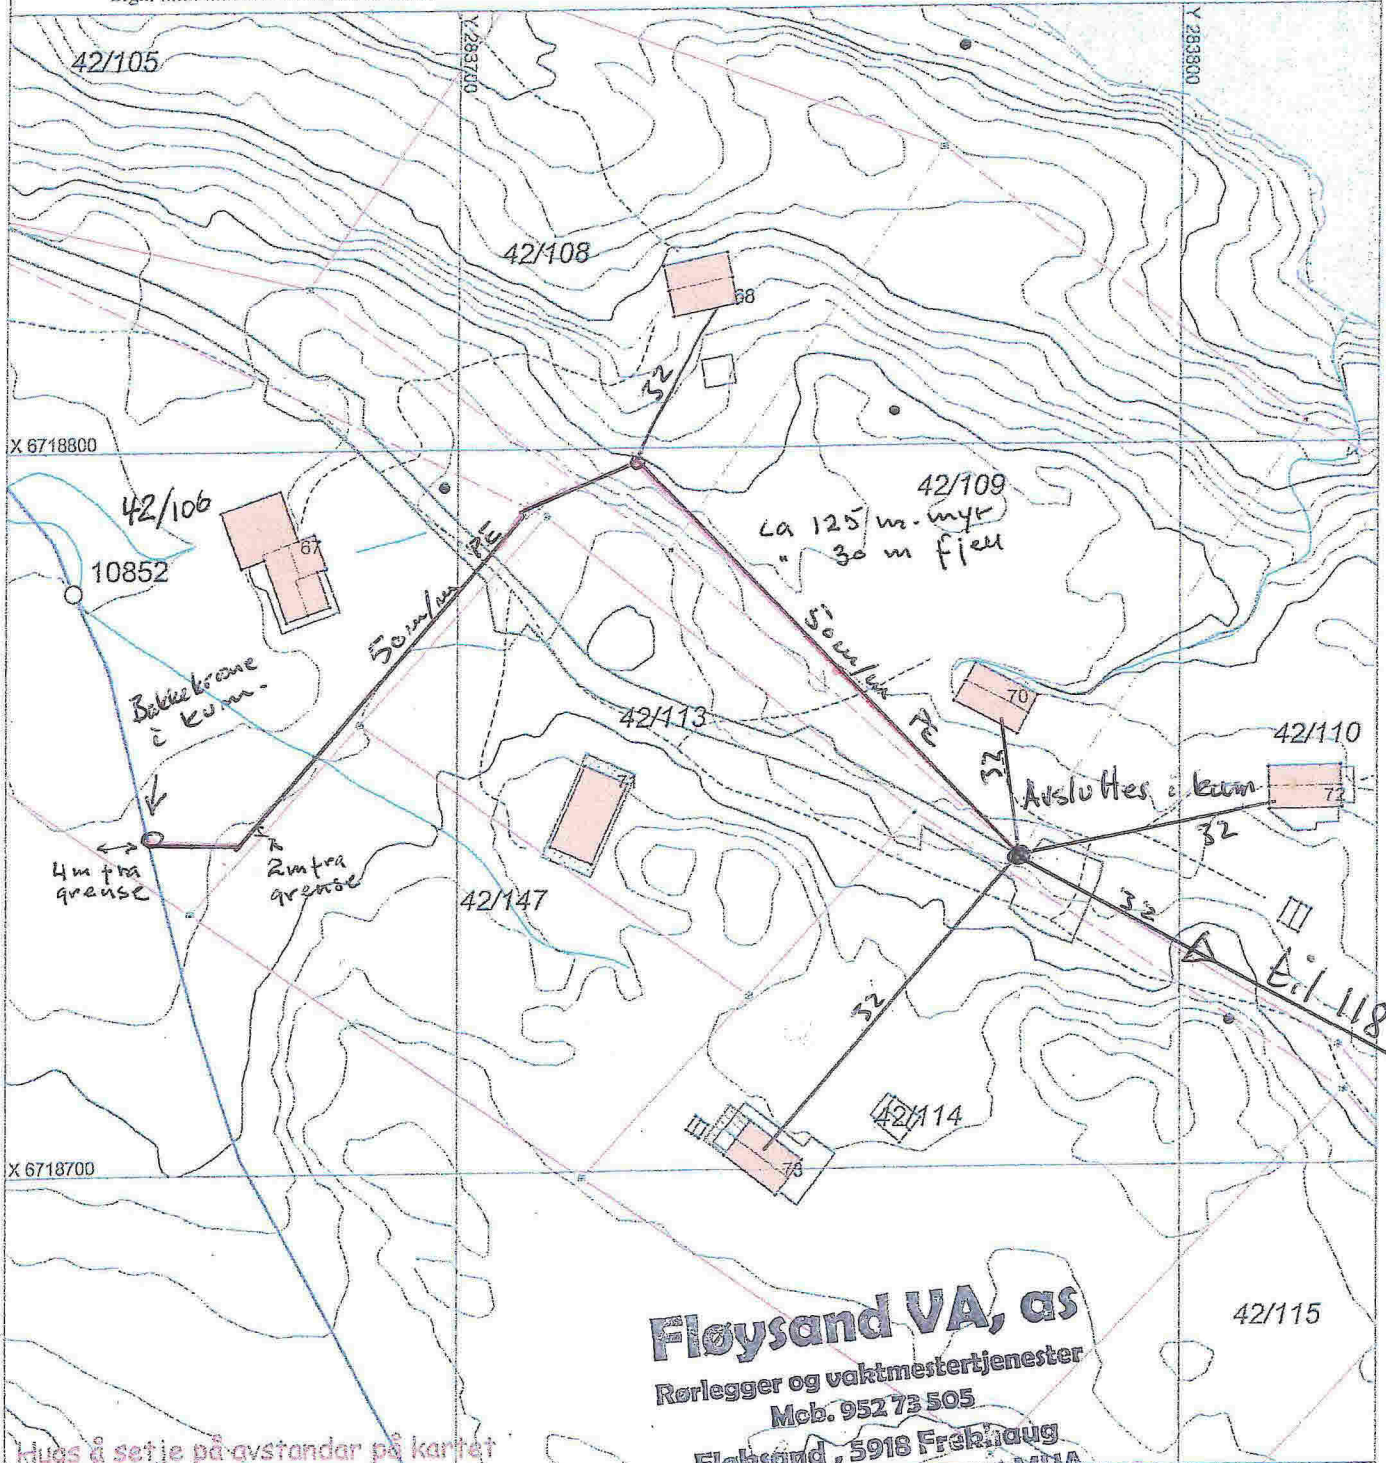 42/105
Y 283700
Y 283800
42/108
68
32
X 6718800
42/106
67
10852
PE
50 m/m
42/109
ca 125 m. myr
" 30 m fjell
50 m/m
PE
Bakkekrane
i kum.
42/113
70
32
42/110
72
Avsluttes i kum
32
71
4m fra
grense
2m fra
grense
42/147
32
til 118
32
42/114
73
X 6718700
Fløysand VA, as
Rørlegger og vaktmestertjenester
Mob. 952 73 505
, 5918 Frekhaug
42/115
Hugs å setje på avstandar på kartet